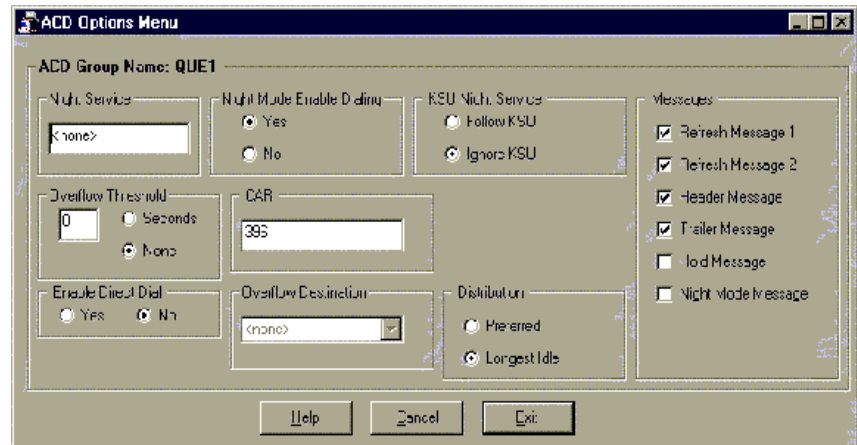 ACD Options Menu
ACD Group Name: QUE1
Night Service
<none>
Night Mode Enable Dialing
Yes
No
KSU Night Service
Follow KSU
Ignore KSU
Messages
Refresh Message 1
Refresh Message 2
Header Message
Trailer Message
Hold Message
Night Mode Message
Overflow Threshold
0
Seconds
None
CAR
396
Enable Direct Dial
Yes
No
Overflow Destination
<none>
Distribution
Preferred
Longest Idle
Help
Cancel
Exit